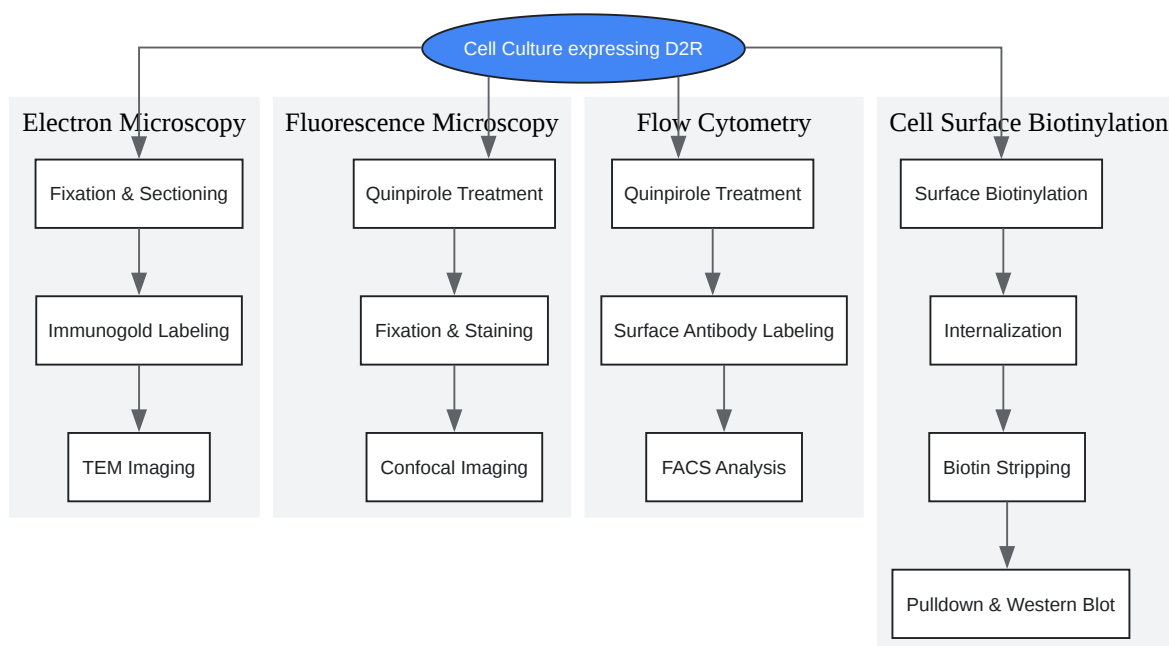 Cell Culture expressing D2R
Electron Microscopy
Fixation & Sectioning
Immunogold Labeling
TEM Imaging
Fluorescence Microscopy
Quinpirole Treatment
Fixation & Staining
Confocal Imaging
Flow Cytometry
Quinpirole Treatment
Surface Antibody Labeling
FACS Analysis
Cell Surface Biotinylation
Surface Biotinylation
Internalization
Biotin Stripping
Pulldown & Western Blot